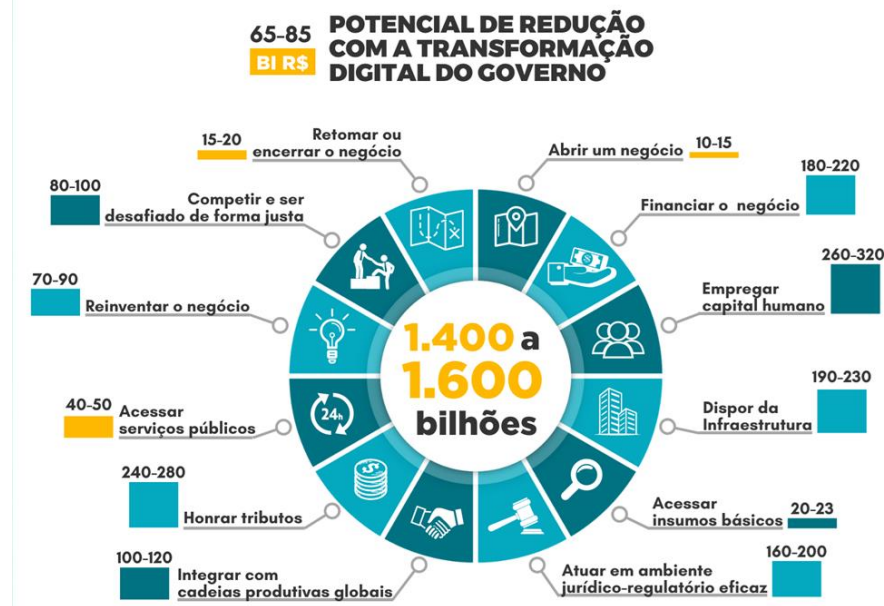 65-85
BI R$
POTENCIAL DE REDUÇÃO
COM A TRANSFORMAÇÃO
DIGITAL DO GOVERNO
15-20
Retomar ou
encerrar o negócio
Abrir um negócio
10-15
80-100
Competir e ser
desafiado de forma justa
180-220
Financiar o negócio
70-90
Reinventar o negócio
260-320
Empregar
capital humano
1.400 a
1.600
bilhões
40-50
Acessar
serviços públicos
24h
190-230
Dispor da
Infraestrutura
240-280
Honrar tributos
20-23
Acessar
insumos básicos
100-120
Integrar com
cadeias produtivas globais
160-200
Atuar em ambiente
jurídico-regulatório eficaz